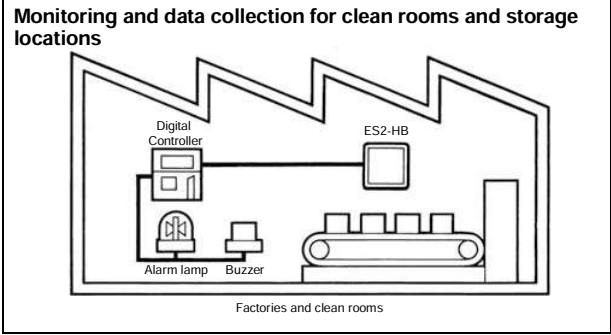 Monitoring and data collection for clean rooms and storage
locations
Digital
Controller
ES2-HB
Alarm lamp
Buzzer
Factories and clean rooms